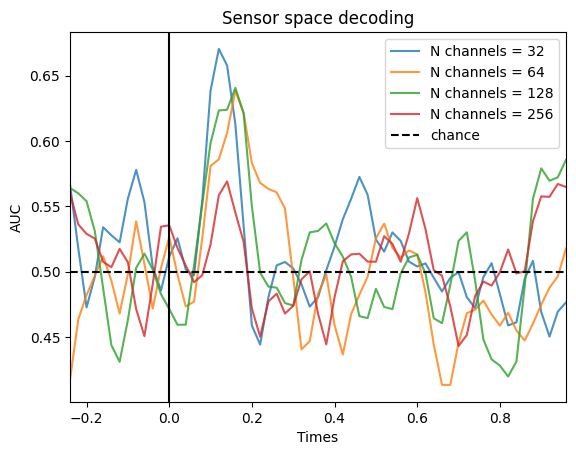 Sensor space decoding
AUC
0.65
0.60
0.55
0.50
0.45
N channels = 32
N channels = 64
N channels = 128
N channels = 256
chance
−0.2
0.0
0.2
0.4
0.6
0.8
Times